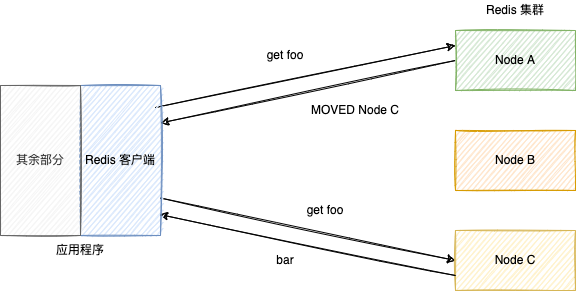 Redis 集群
get foo
Node A
MOVED Node C
其余部分
Redis 客户端
Node B
get foo
应用程序
bar
Node C